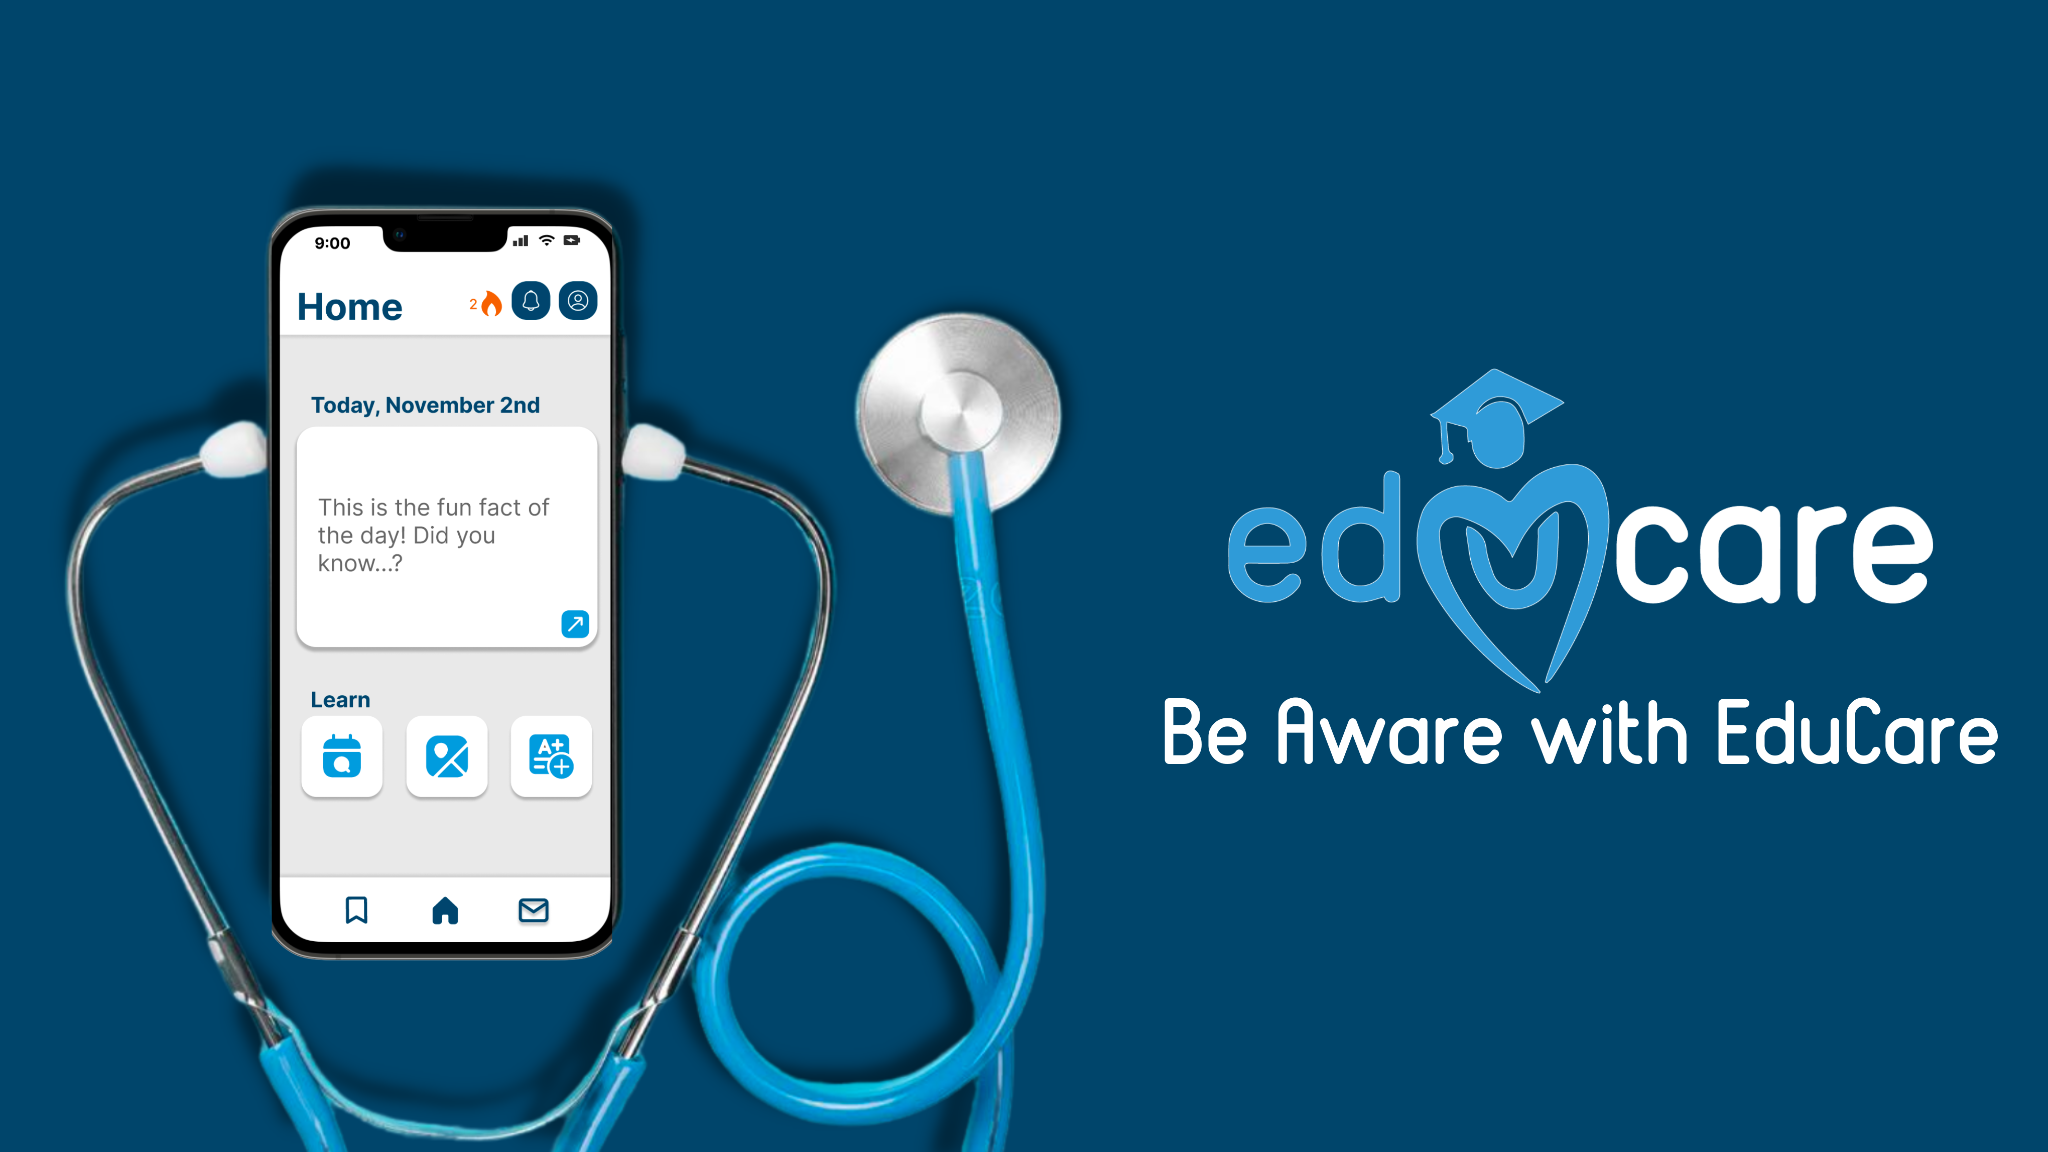 9:00
Home
2
Today, November 2nd
This is the fun fact of
the day! Did you
know...?
Learn
A+
educare
Be Aware with EduCare